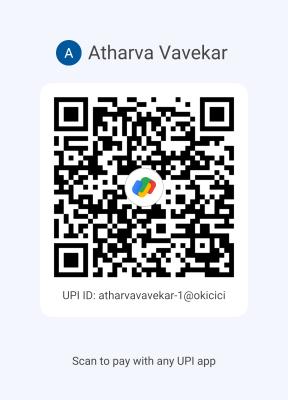 A Atharva Vavekar
UPI ID: atharvavavekar-1@okicici
Scan to pay with any UPI app